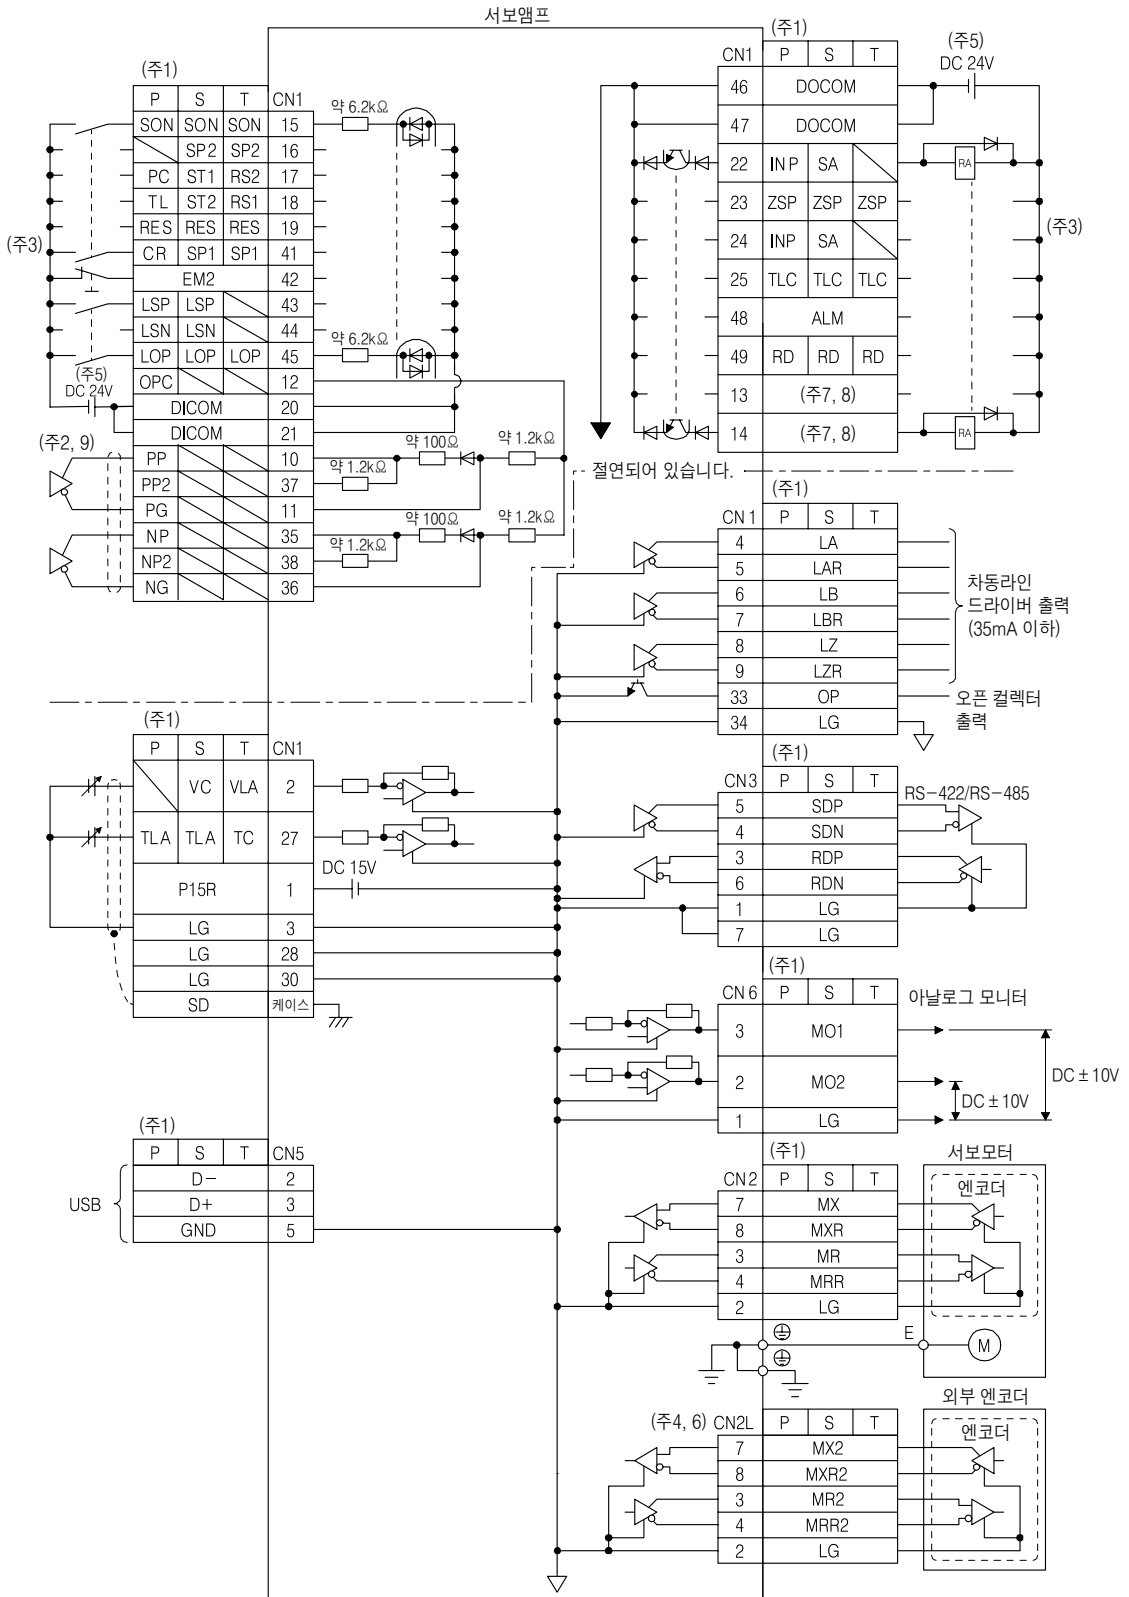 서보앰프
(주1)
P S T CN1
SON SON SON 15 약 6.2kΩ
SP2 SP2 16
PC ST1 RS2 17
TL ST2 RS1 18
RES RES RES 19
(주3)
CR SP1 SP1 41
EM2 42
LSP LSP 43
LSN LSN 44
LOP LOP LOP 45 약 6.2kΩ
(주5)
DC 24V
OPC 12
DICOM 20
DICOM 21
(주2, 9)
PP 10 약 100Ω 약 1.2kΩ
PP2 37 약 1.2kΩ
PG 11
NP 35 약 100Ω 약 1.2kΩ
NP2 38 약 1.2kΩ
NG 36
(주1)
CN1 P S T
(주5)
DC 24V
46 DOCOM
47 DOCOM
22 INP SA RA
23 ZSP ZSP ZSP
(주3)
24 INP SA
25 TLC TLC TLC
48 ALM
49 RD RD RD
13 (주7, 8)
14 (주7, 8) RA
절연되어 있습니다.
(주1)
CN 1 P S T
4 LA
5 LAR
6 LB
7 LBR
8 LZ
9 LZR
차동라인
드라이버 출력
(35mA 이하)
33 OP
오픈 컬렉터
출력
34 LG
(주1)
P S T CN1
VC VLA 2
TLA TLA TC 27
P15R 1 DC 15V
LG 3
LG 28
LG 30
SD 케이스
(주1)
CN3 P S T
RS-422/RS-485
5 SDP
4 SDN
3 RDP
6 RDN
1 LG
7 LG
(주1)
CN 6 P S T
아날로그 모니터
3 MO1
2 MO2
1 LG
DC ± 10V
DC ± 10V
(주1)
P S T CN5
USB
D- 2
D+ 3
GND 5
(주1)
CN 2 P S T
서보모터
엔코더
7 MX
8 MXR
3 MR
4 MRR
2 LG
E
M
외부 엔코더
(주4, 6) CN2L P S T
엔코더
7 MX2
8 MXR2
3 MR2
4 MRR2
2 LG